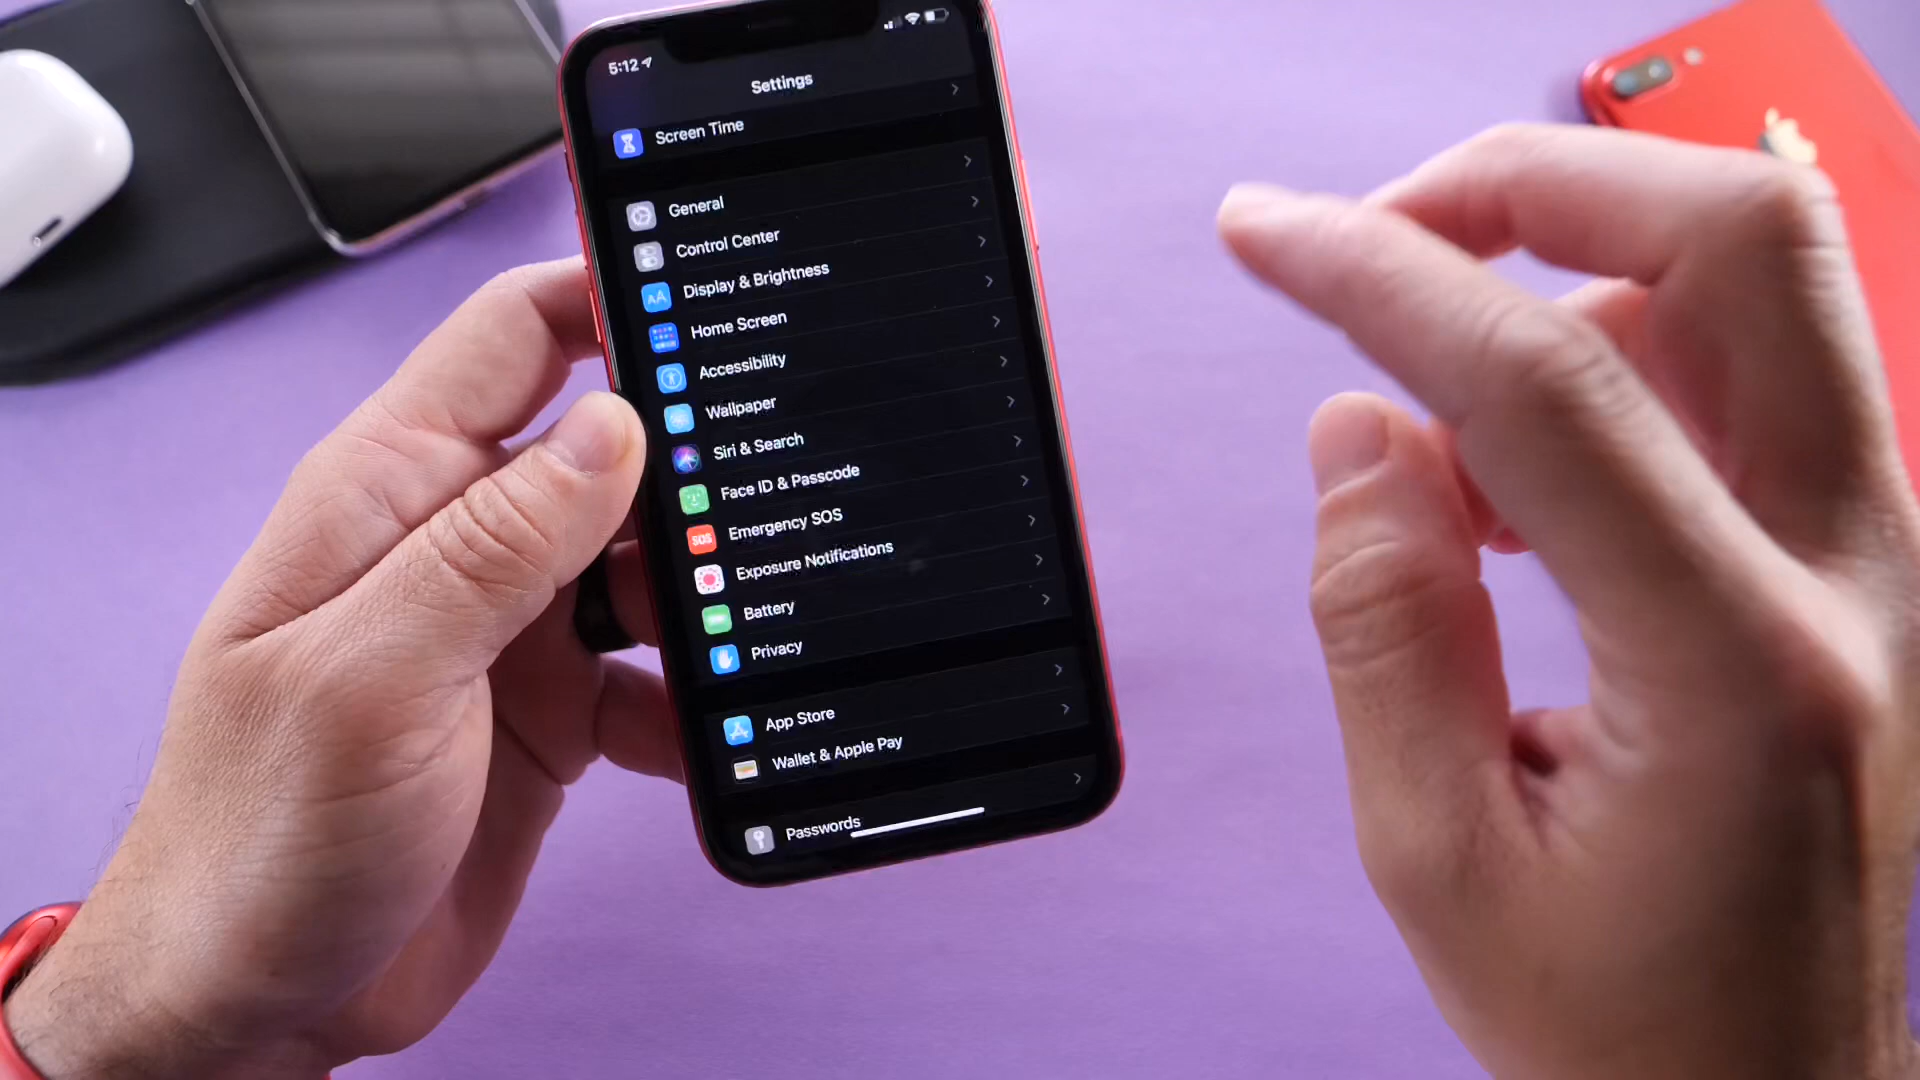 5:12
Settings
Screen Time
General
Control Center
AA
Display & Brightness
Home Screen
Accessibility
Wallpaper
Siri & Search
Face ID & Passcode
SOS
Emergency SOS
Exposure Notifications
Battery
Privacy
App Store
Wallet & Apple Pay
Passwords